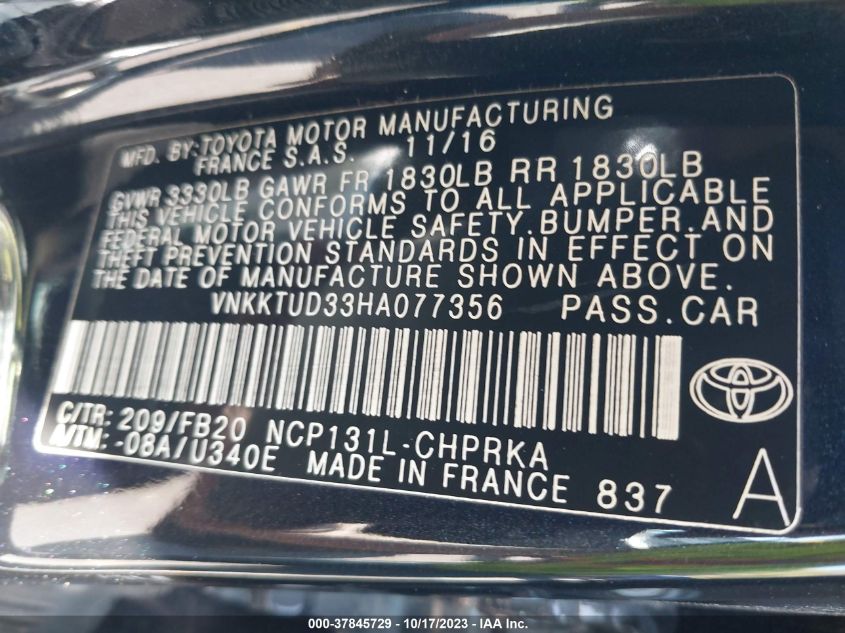 MFD. BY:TOYOTA MOTOR MANUFACTURING
FRANCE S.A.S. 11/16
GVWR 3330LB GAWR FR 1830LB RR 1830LB
THIS VEHICLE CONFORMS TO ALL APPLICABLE
FEDERAL MOTOR VEHICLE SAFETY.BUMPER.AND
THEFT PREVENTION STANDARDS IN EFFECT ON
THE DATE OF MANUFACTURE SHOWN ABOVE.
VNKKTUD33HA077356 PASS.CAR
C/TR: 209/FB20 NCP131L-CHPRKA
A/TM: -08A/U340E MADE IN FRANCE 837 A
000-37845729 - 10/17/2023 - IAA Inc.